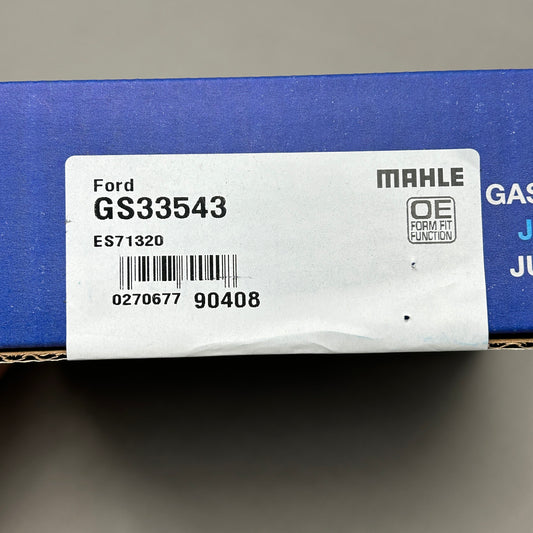 Ford
GS33543
ES71320
0270677 90408
MAHLE
OE
FORM FIT
FUNCTION
GAS
J
JU